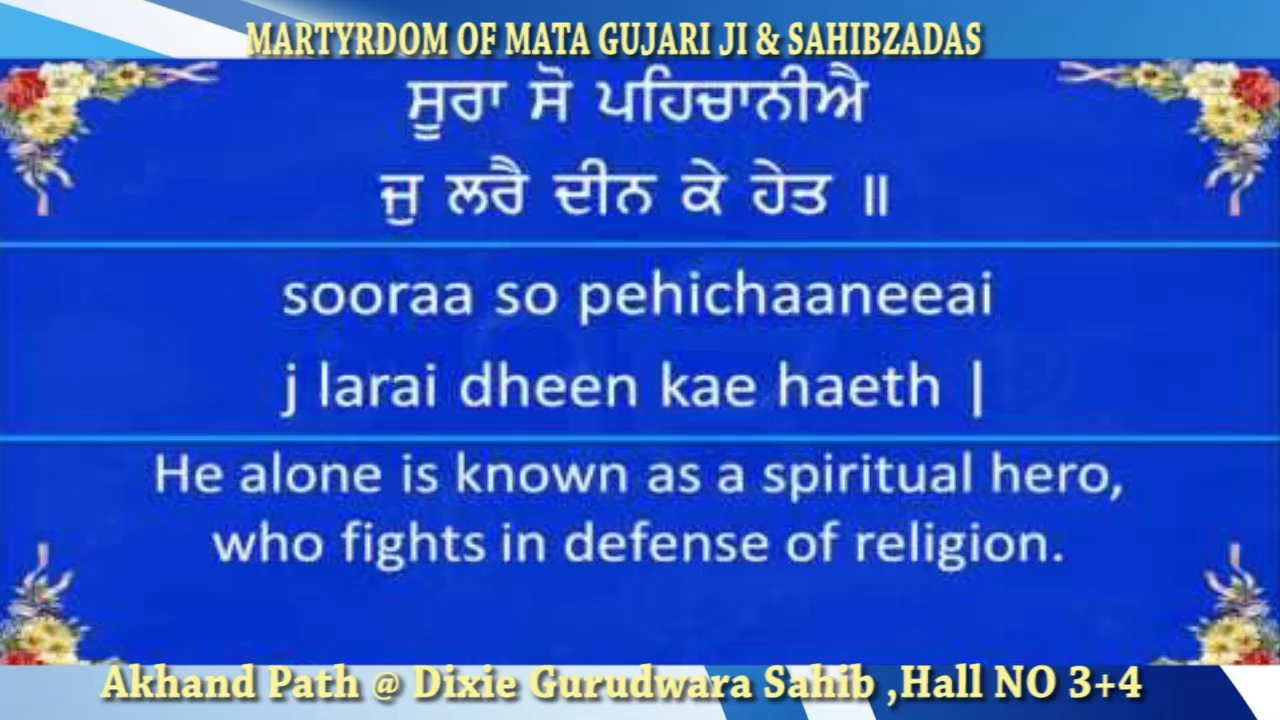 MARTYRDOM OF MATA GUJARI JI & SAHIBZADAS
ਸੂਰਾ ਸੋ ਪਹਿਚਾਨੀਐ
ਜੁ ਲਰੈ ਦੀਨ ਕੇ ਹੇਤ ॥
sooraa so pehichaaneeai
j larai dheen kae haeth |
He alone is known as a spiritual hero,
who fights in defense of religion.
Akhand Path @ Dixie Gurudwara Sahib ,Hall NO 3+4